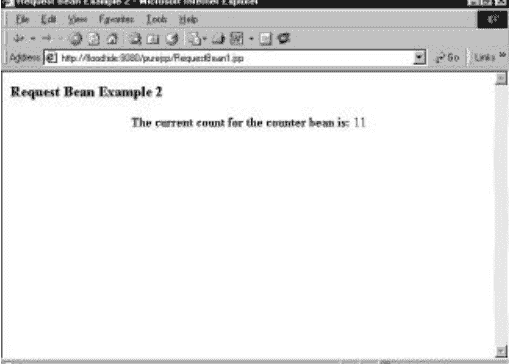 Request Bean Example 2 - Microsoft Internet Explorer
File Edit View Favorites Tools Help
Address http://floodside:8080/purejsp/RequestBean1.jsp Go Links »
Request Bean Example 2
The current count for the counter bean is: 11